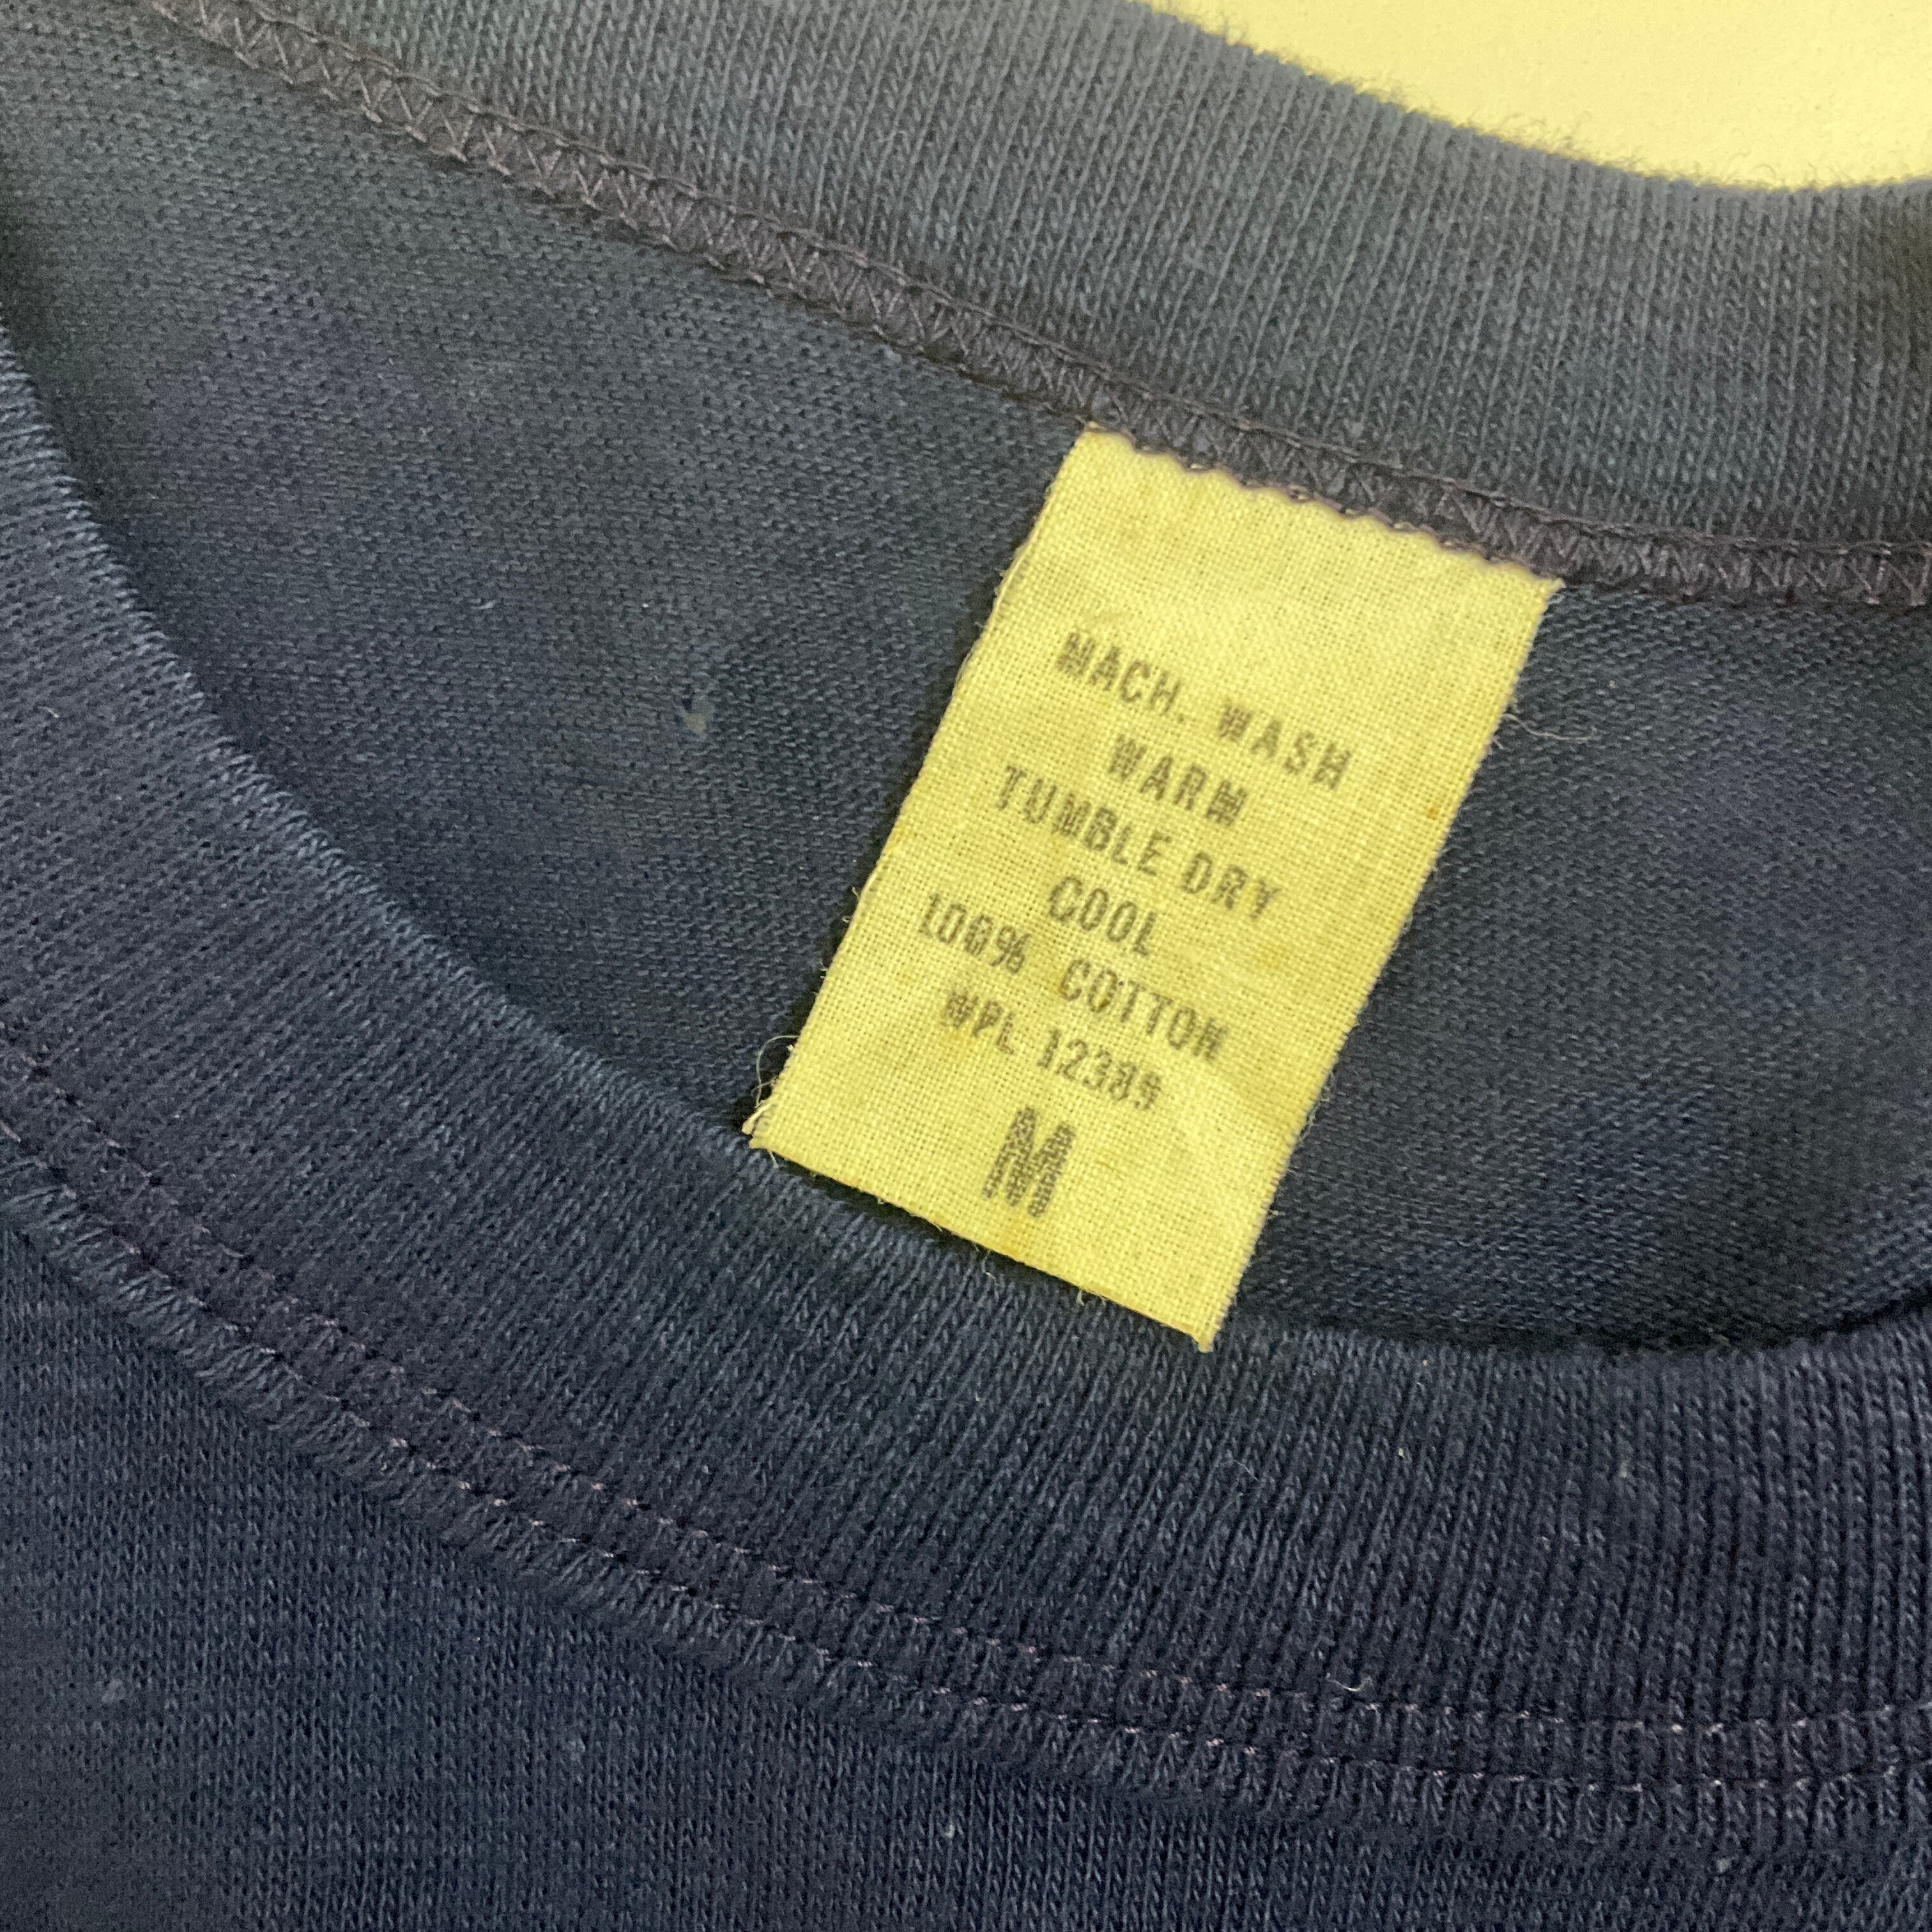 MACH. WASH
WARM
TUMBLE DRY
COOL
100% COTTON
WPL 12389
M